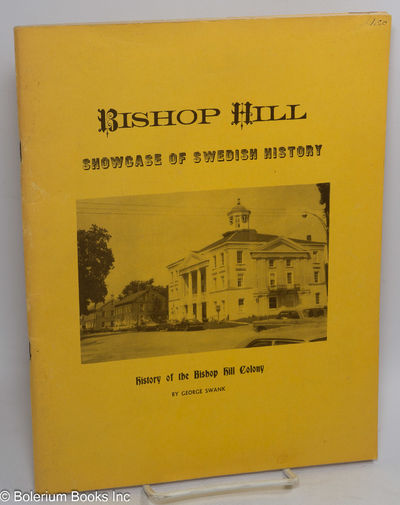 BISHOP HILL
SHOWCASE OF SWEDISH HISTORY
History of the Bishop Hill Colony
BY GEORGE SWANK
© Bolerium Books Inc